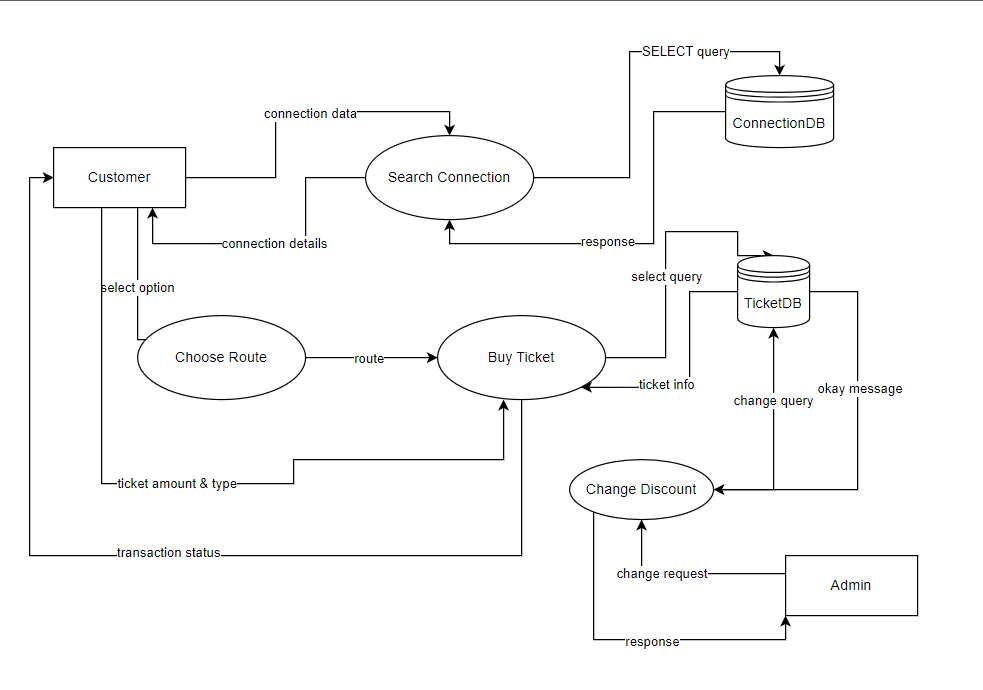 SELECT query
connection data
ConnectionDB
Customer
Search Connection
connection details
response
select query
select option
TicketDB
Choose Route
route
Buy Ticket
ticket info
okay message
change query
ticket amount & type
Change Discount
transaction status
change request
Admin
response